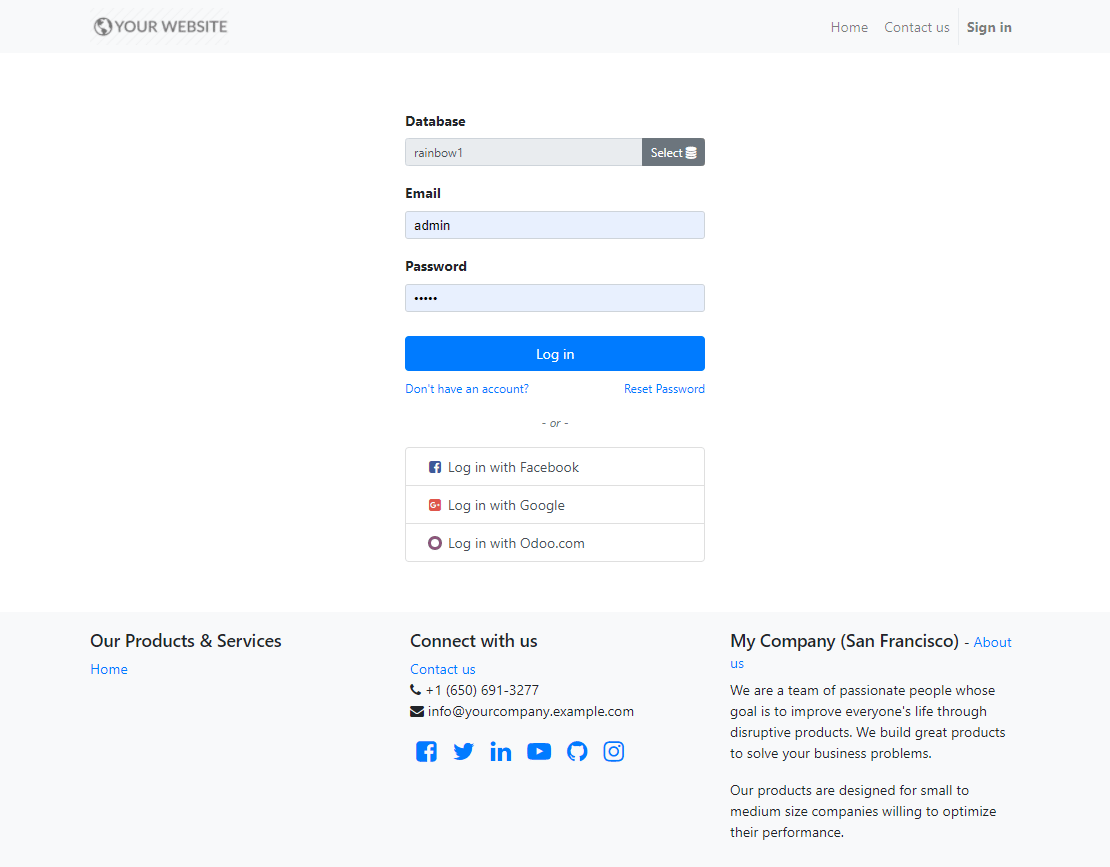 YOUR WEBSITE
Home Contact us Sign in
Database
rainbow1 Select
Email
admin
Password
•••••
Log in
Don't have an account? Reset Password
- or -
Log in with Facebook
Log in with Google
Log in with Odoo.com
Our Products & Services
Home
Connect with us
Contact us
+1 (650) 691-3277
info@yourcompany.example.com
My Company (San Francisco) - About
us
We are a team of passionate people whose
goal is to improve everyone's life through
disruptive products. We build great products
to solve your business problems.
Our products are designed for small to
medium size companies willing to optimize
their performance.